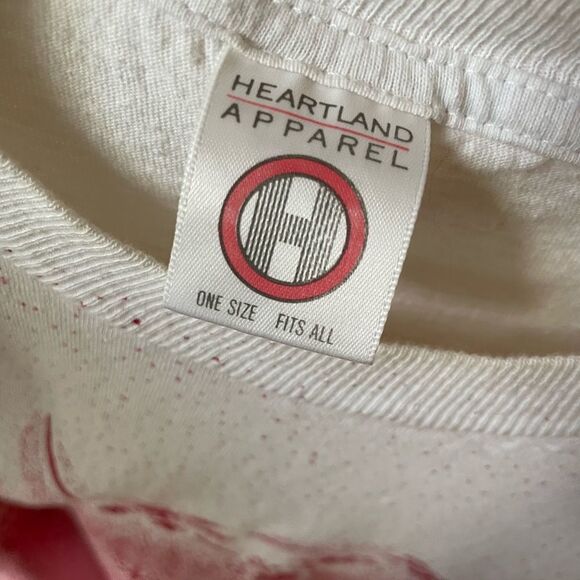 HEARTLAND
APPAREL
H
ONE SIZE FITS ALL